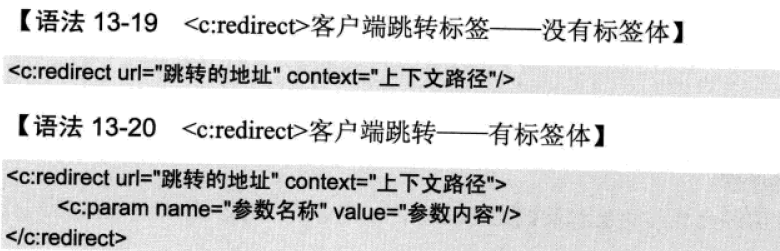 【语法 13-19　<c:redirect>客户端跳转标签——没有标签体】
<c:redirect url="跳转的地址" context="上下文路径"/>
【语法 13-20　<c:redirect>客户端跳转——有标签体】
<c:redirect url="跳转的地址" context="上下文路径">
    <c:param name="参数名称" value="参数内容"/>
</c:redirect>